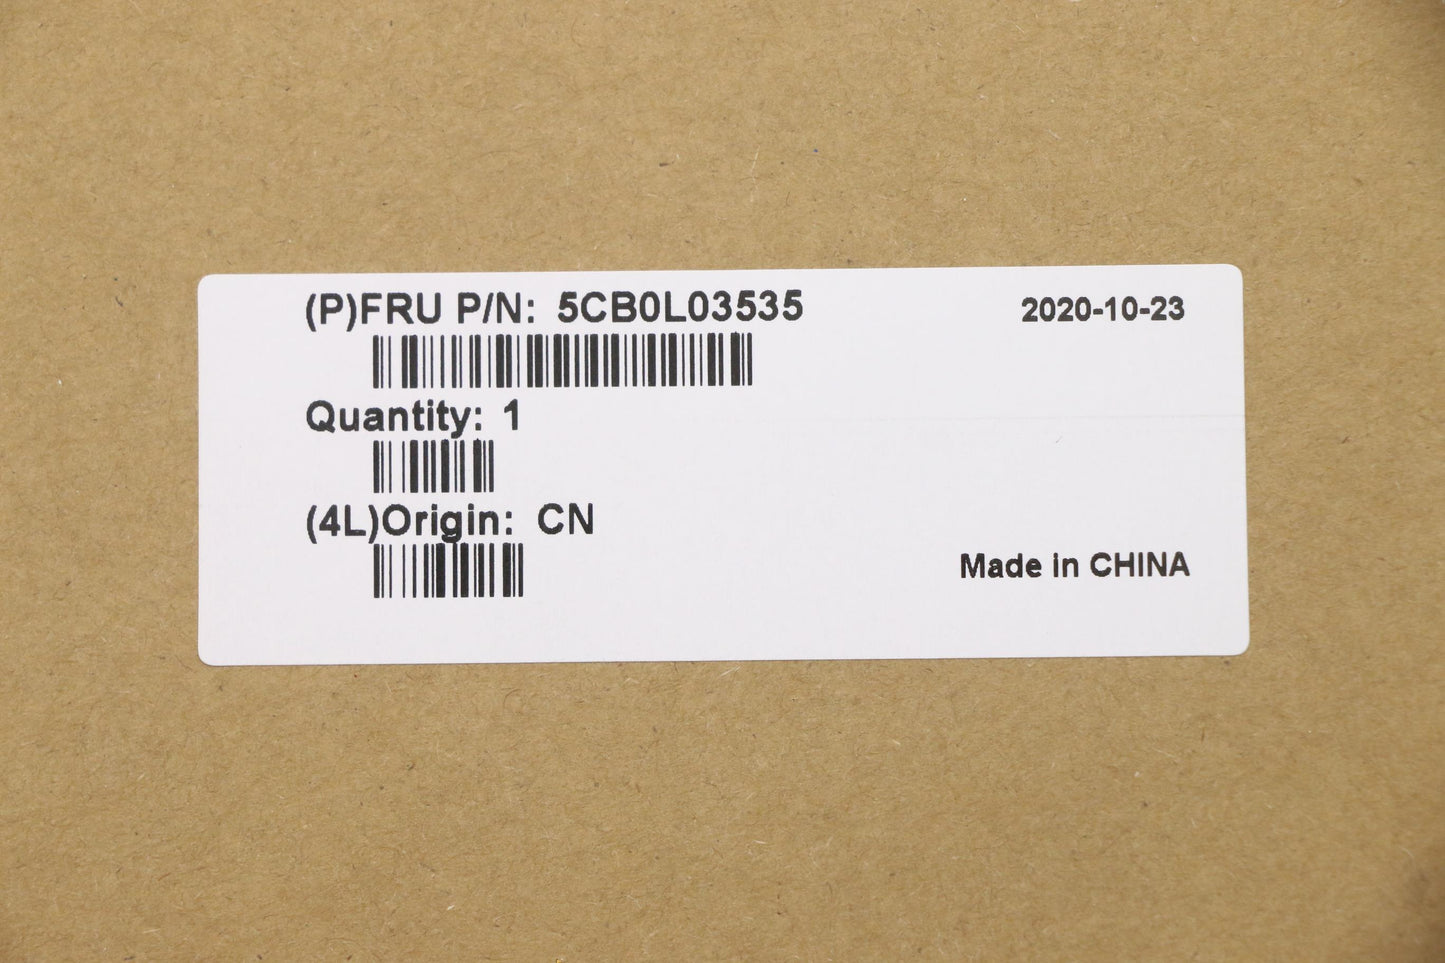 (P)FRU P/N: 5CB0L03535 2020-10-23
Quantity: 1
(4L)Origin: CN
Made in CHINA